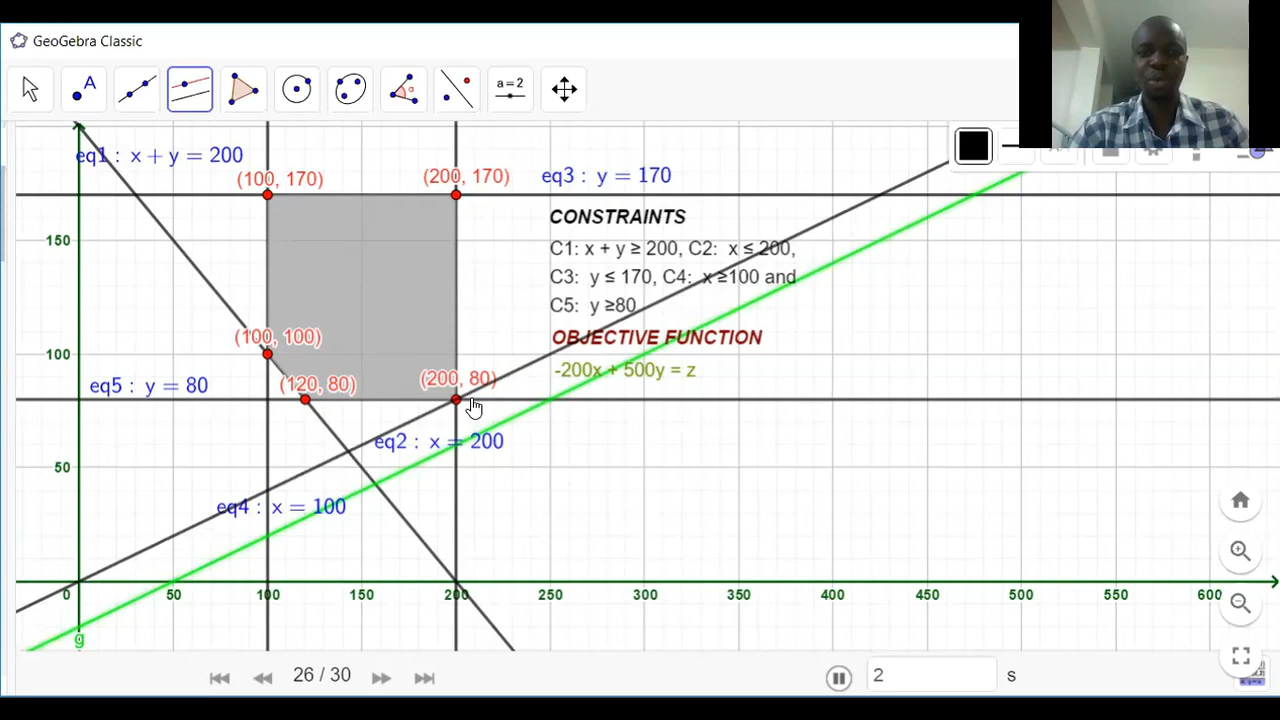 GeoGebra Classic
A
a = 2
eq1 : x + y = 200
(100, 170)
(200, 170)
eq3 : y = 170
CONSTRAINTS
C1: x + y ≥ 200, C2: x ≤ 200,
C3: y ≤ 170, C4: x ≥100 and
C5: y ≥80
OBJECTIVE FUNCTION
-200x + 500y = z
150
(100, 100)
100
(120, 80)
(200, 80)
eq5 : y = 80
eq2 : x = 200
50
eq4 : x = 100
0 50 100 150 200 250 300 350 400 450 500 550 600
g
26 / 30
2 s